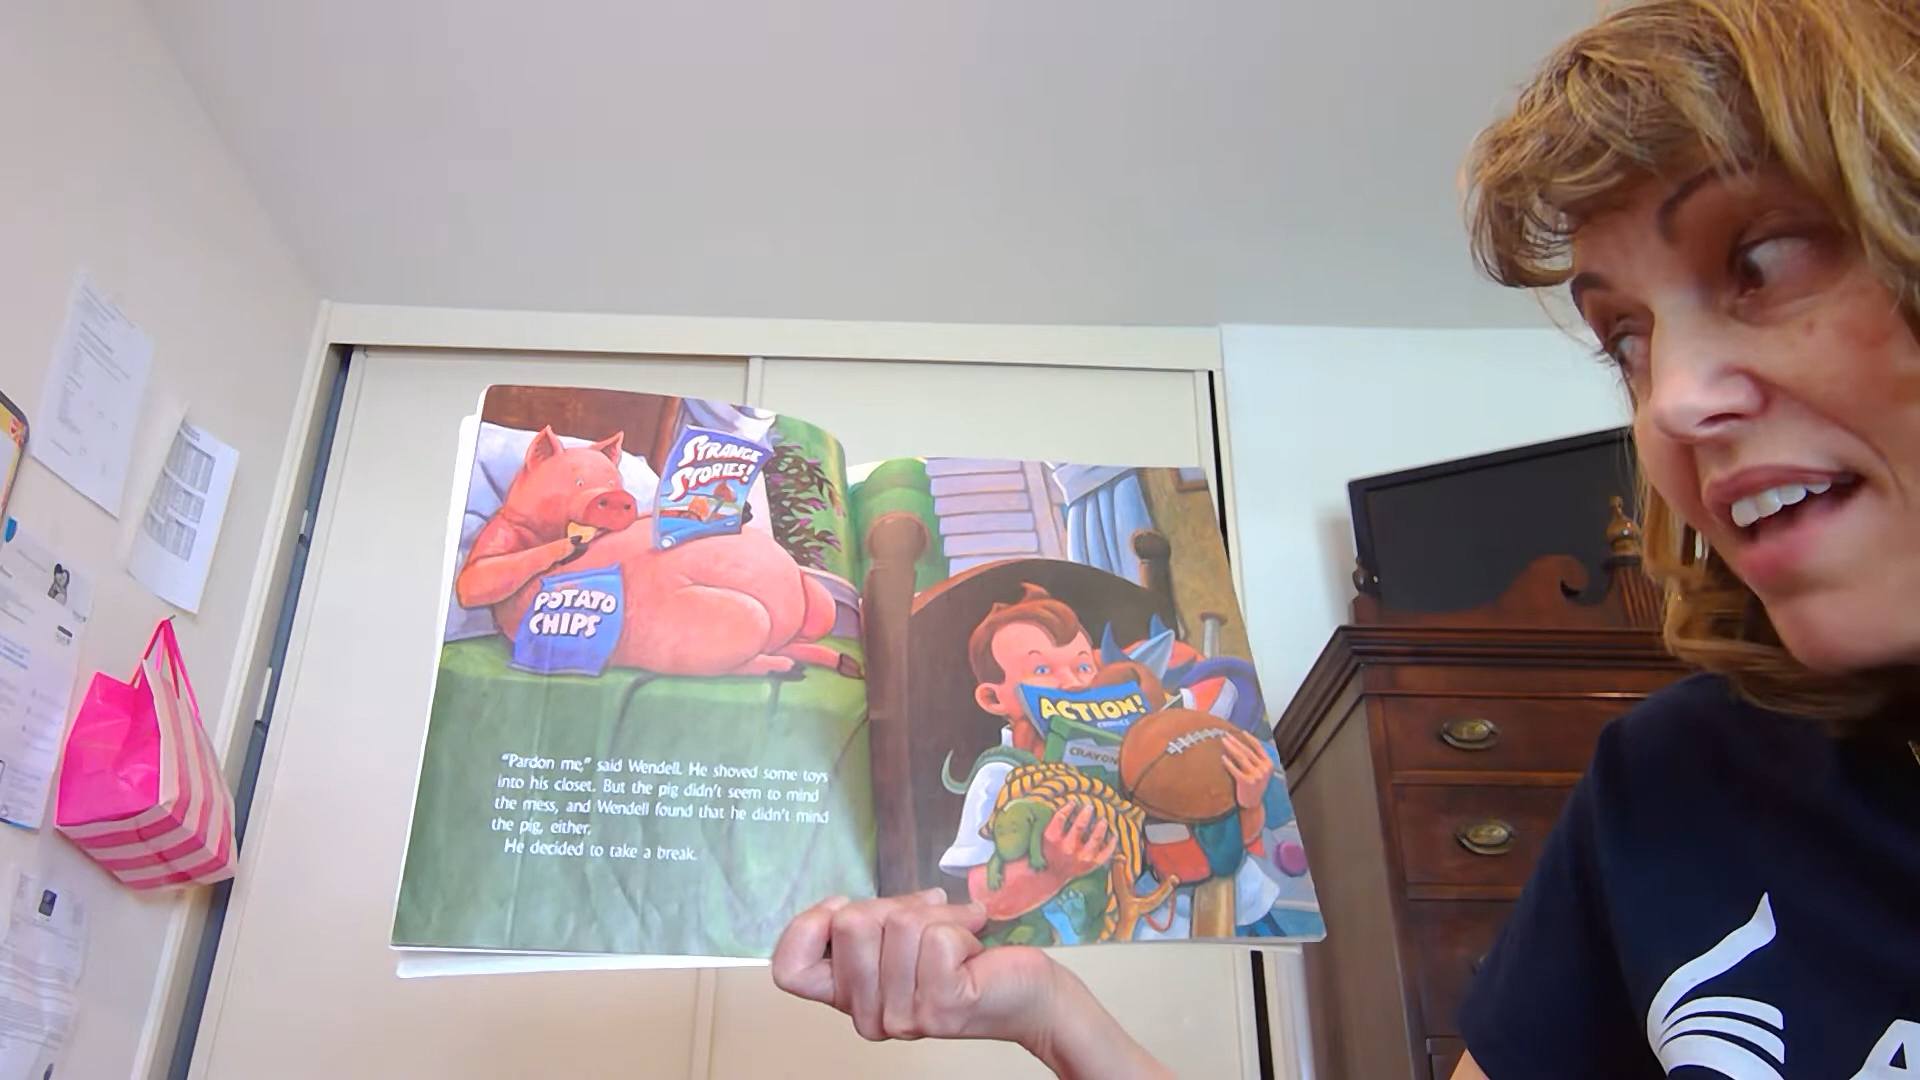 STRANGE
STORIES!
POTATO
CHIPS
ACTION!
COMICS
CRAYON
"Pardon me," said Wendell. He shoved some toys
into his closet. But the pig didn't seem to mind
the mess, and Wendell found that he didn't mind
the pig, either.
He decided to take a break.